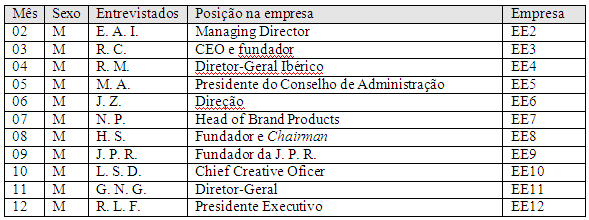 Mês Sexo Entrevistados Posição na empresa Empresa
02 M E. A. I. Managing Director EE2
03 M R. C. CEO e fundador EE3
04 M R. M. Diretor-Geral Ibérico EE4
05 M M. A. Presidente do Conselho de Administração EE5
06 M J. Z. Direção EE6
07 M N. P. Head of Brand Products EE7
08 M H. S. Fundador e Chairman EE8
09 M J. P. R. Fundador da J. P. R. EE9
10 M L. S. D. Chief Creative Oficer EE10
11 M G. N. G. Diretor-Geral EE11
12 M R. L. F. Presidente Executivo EE12